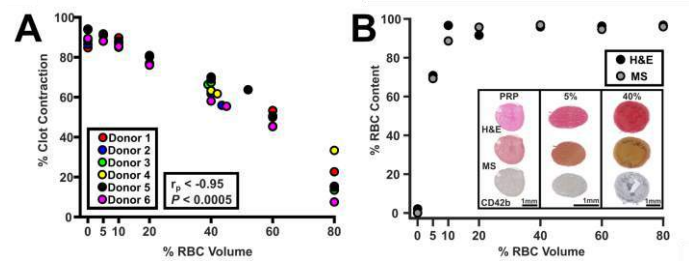 A
% Clot Contraction
100
80
60
40
20
0
Donor 1
Donor 2
Donor 3
Donor 4
Donor 5
Donor 6
rp < -0.95
P < 0.0005
0 5 10 20 40 60 80
% RBC Volume
B
% RBC Content
100
80
60
40
20
0
H&E
MS
PRP 5% 40%
H&E
MS
CD42b
1mm 1mm 1mm
0 5 10 20 40 60 80
% RBC Volume